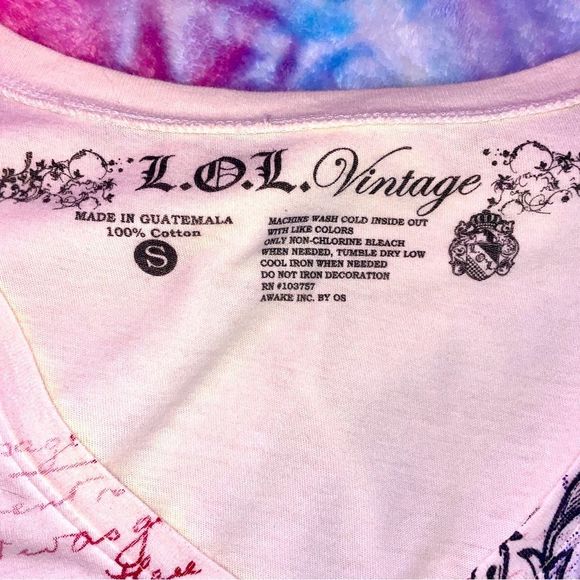 L.O.L. Vintage
MADE IN GUATEMALA
100% Cotton
S
MACHINE WASH COLD INSIDE OUT
WITH LIKE COLORS
ONLY NON-CHLORINE BLEACH
WHEN NEEDED, TUMBLE DRY LOW
COOL IRON WHEN NEEDED
DO NOT IRON DECORATION
RN #103757
AWAKE INC. BY OS